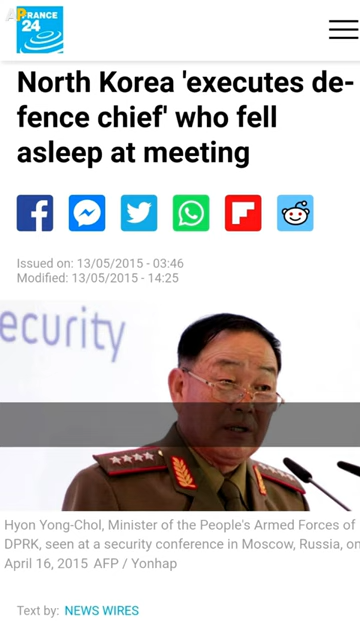 AP
FRANCE
24
North Korea 'executes de-
fence chief' who fell
asleep at meeting
Issued on: 13/05/2015 - 03:46
Modified: 13/05/2015 - 14:25
ecurity
Hyon Yong-Chol, Minister of the People's Armed Forces of
DPRK, seen at a security conference in Moscow, Russia, on
April 16, 2015 AFP / Yonhap
Text by: NEWS WIRES